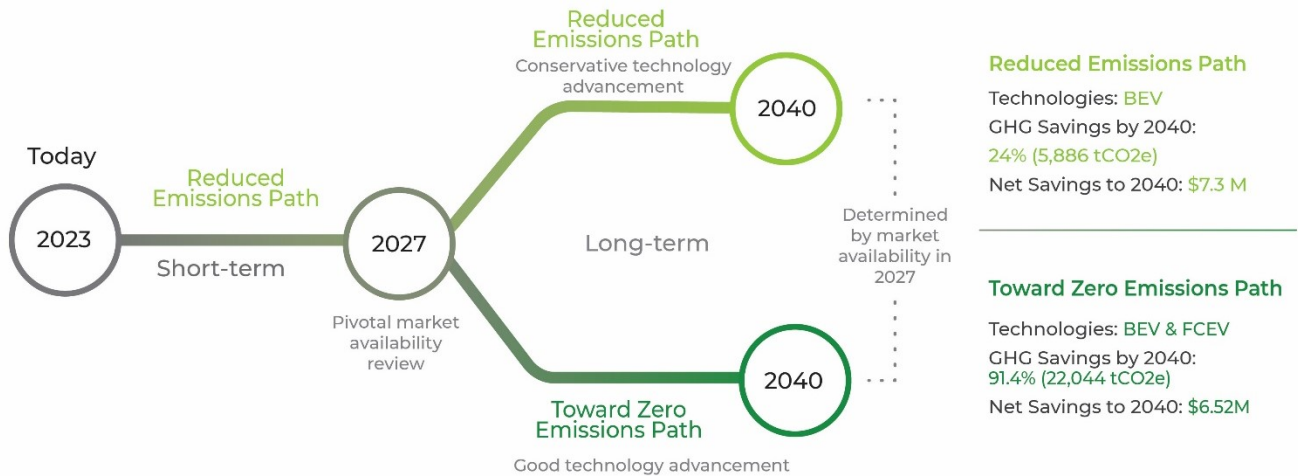 Today
2023
Reduced
Emissions Path
Short-term
2027
Pivotal market
availability
review
Reduced
Emissions Path
Conservative technology
advancement
2040
Long-term
Determined
by market
availability in
2027
2040
Toward Zero
Emissions Path
Good technology advancement
Reduced Emissions Path
Technologies: BEV
GHG Savings by 2040:
24% (5,886 tCO2e)
Net Savings to 2040: $7.3 M
Toward Zero Emissions Path
Technologies: BEV & FCEV
GHG Savings by 2040:
91.4% (22,044 tCO2e)
Net Savings to 2040: $6.52M